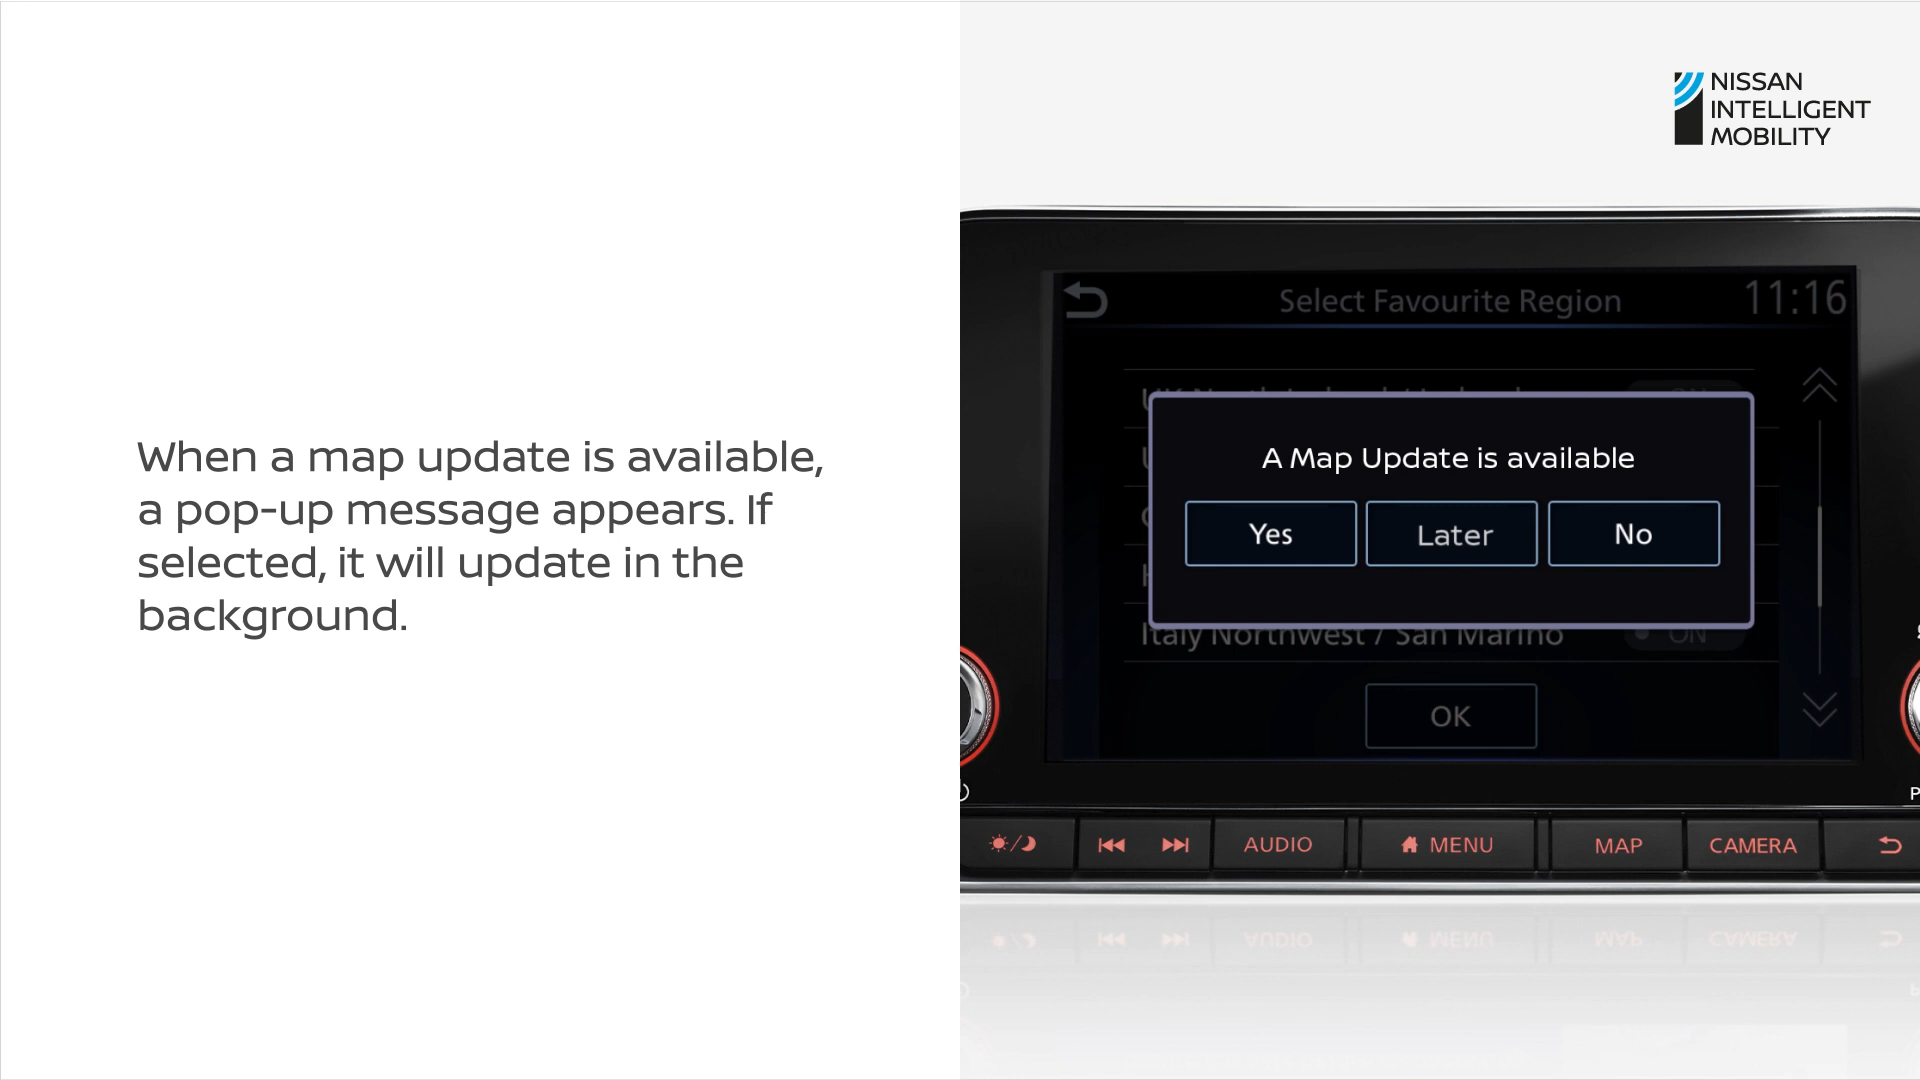 When a map update is available,
a pop-up message appears. If
selected, it will update in the
background.
NISSAN
INTELLIGENT
MOBILITY
Select Favourite Region
11:16
A Map Update is available
Yes
Later
No
Italy Northwest / San Marino
ON
OK
AUDIO
MENU
MAP
CAMERA